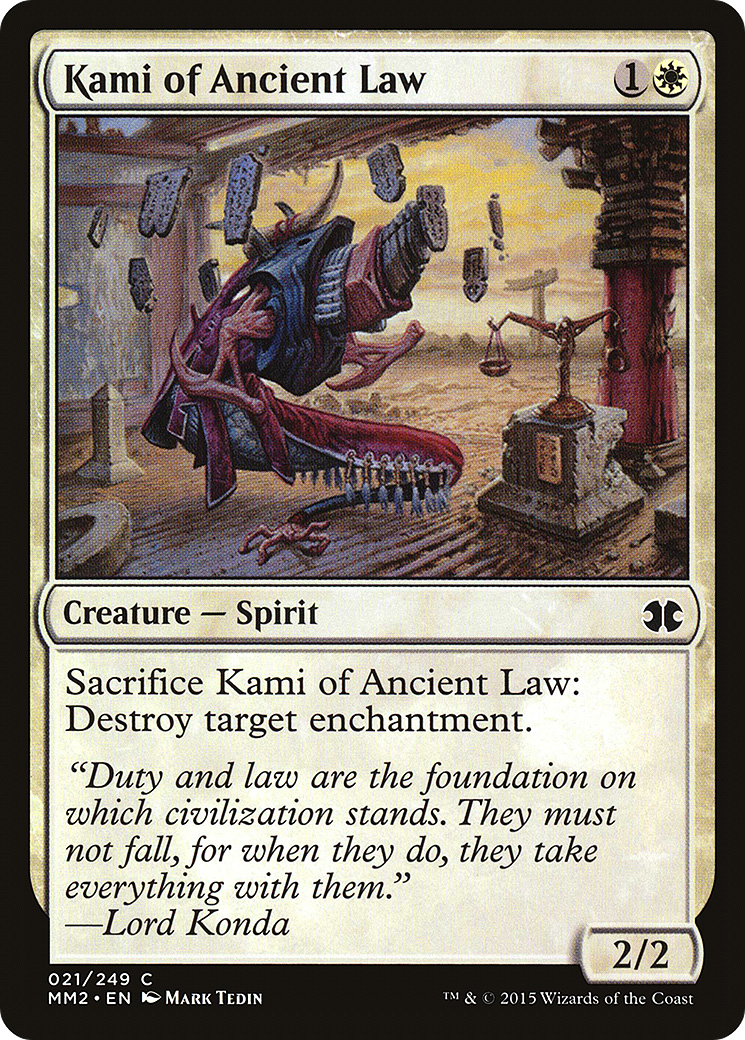 Kami of Ancient Law
1
Creature — Spirit
Sacrifice Kami of Ancient Law:
Destroy target enchantment.
“Duty and law are the foundation on
which civilization stands. They must
not fall, for when they do, they take
everything with them.”
—Lord Konda
2/2
021/249 C
MM2 • EN Mark Tedin
™ & © 2015 Wizards of the Coast